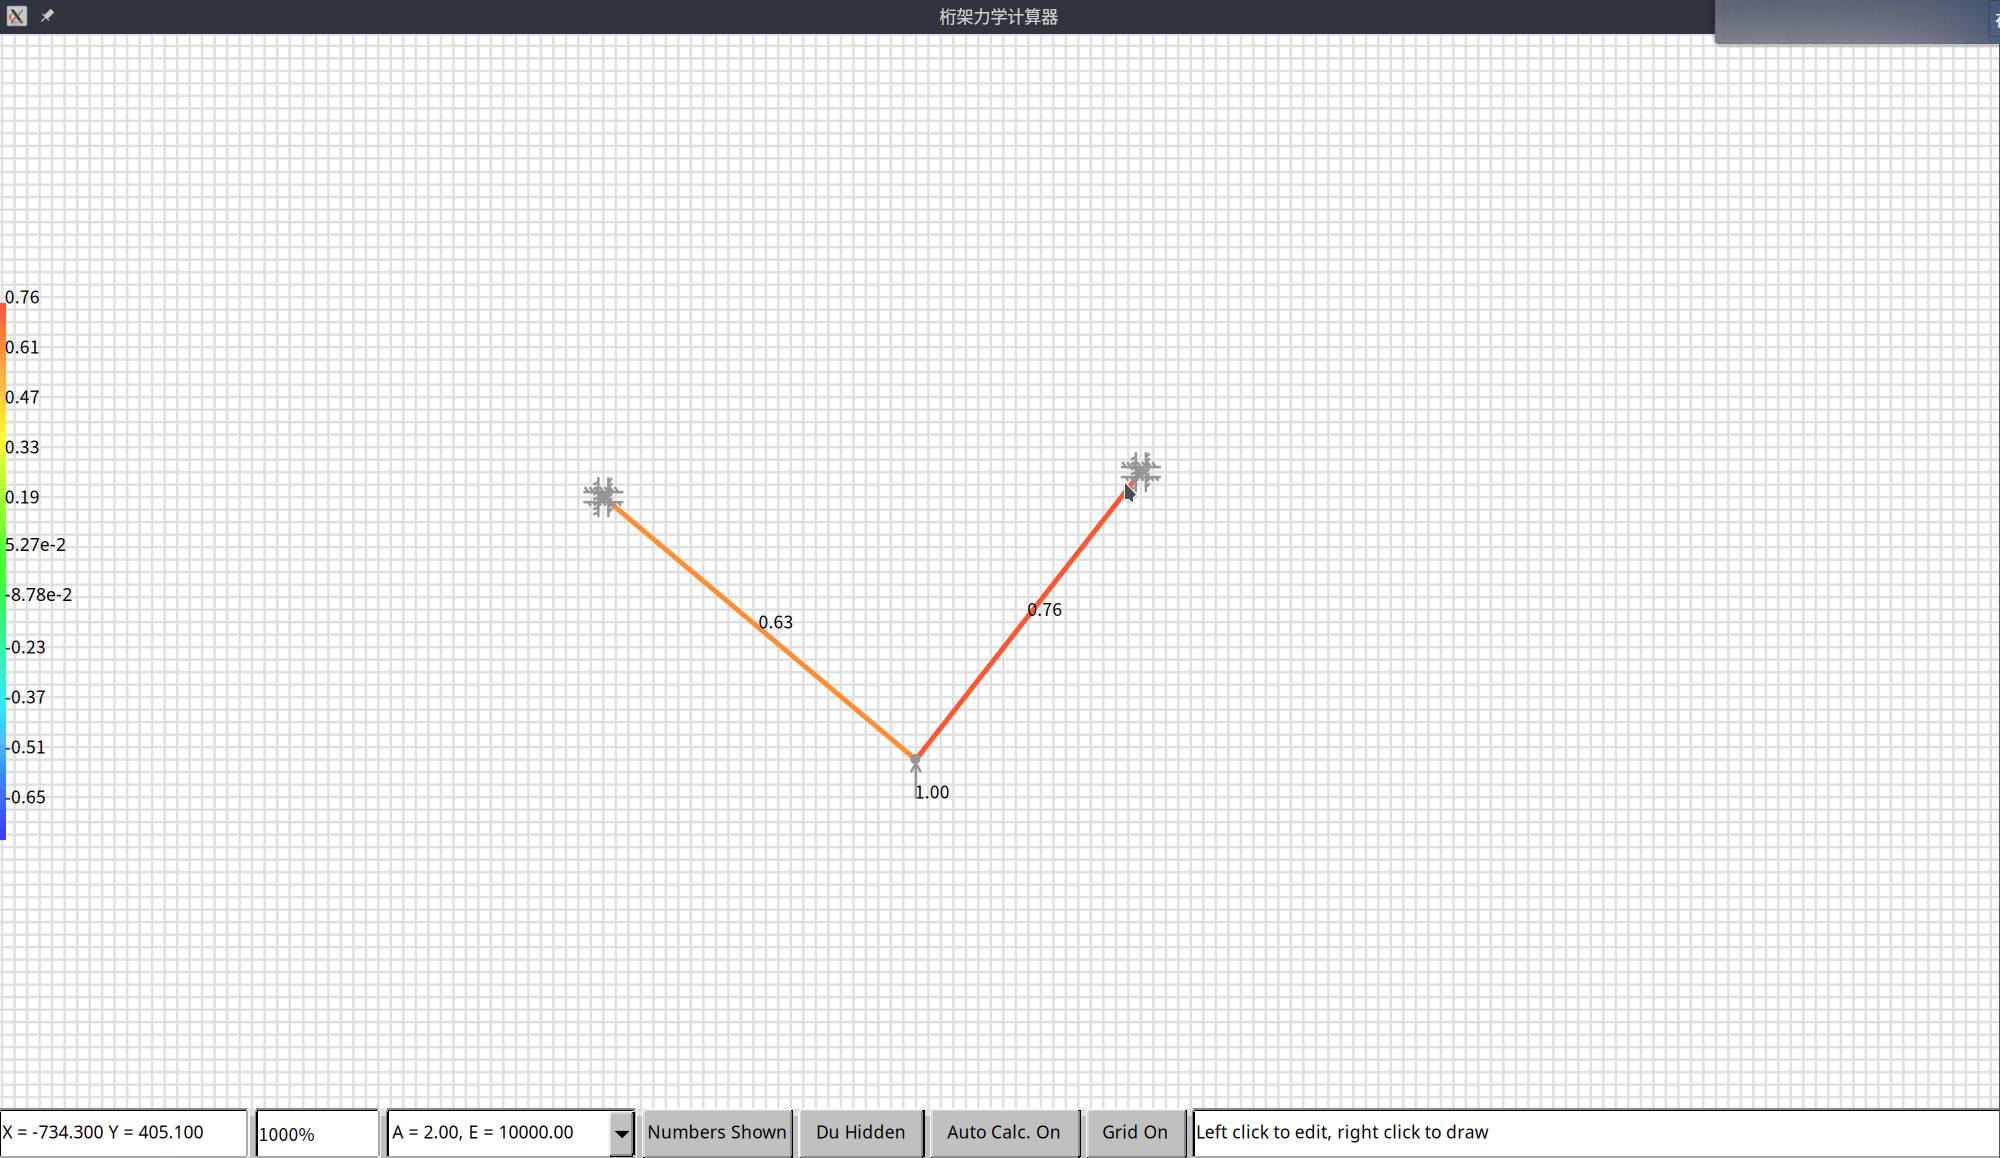 桁架力学计算器
0.76
0.61
0.47
0.33
0.19
5.27e-2
-8.78e-2
-0.23
-0.37
-0.51
-0.65
0.63
0.76
1.00
X = -734.300 Y = 405.100
1000%
A = 2.00, E = 10000.00
Numbers Shown
Du Hidden
Auto Calc. On
Grid On
Left click to edit, right click to draw